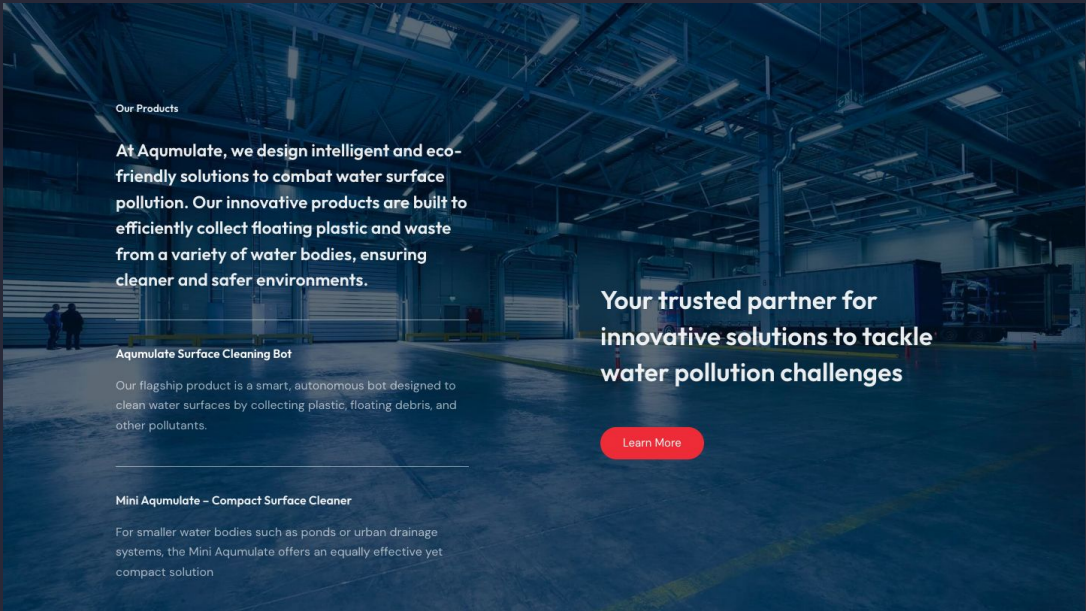 Our Products
At Aqumulate, we design intelligent and eco-
friendly solutions to combat water surface
pollution. Our innovative products are built to
efficiently collect floating plastic and waste
from a variety of water bodies, ensuring
cleaner and safer environments.
Aqumulate Surface Cleaning Bot
Our flagship product is a smart, autonomous bot designed to
clean water surfaces by collecting plastic, floating debris, and
other pollutants.
Mini Aqumulate – Compact Surface Cleaner
For smaller water bodies such as ponds or urban drainage
systems, the Mini Aqumulate offers an equally effective yet
compact solution
Your trusted partner for
innovative solutions to tackle
water pollution challenges
Learn More